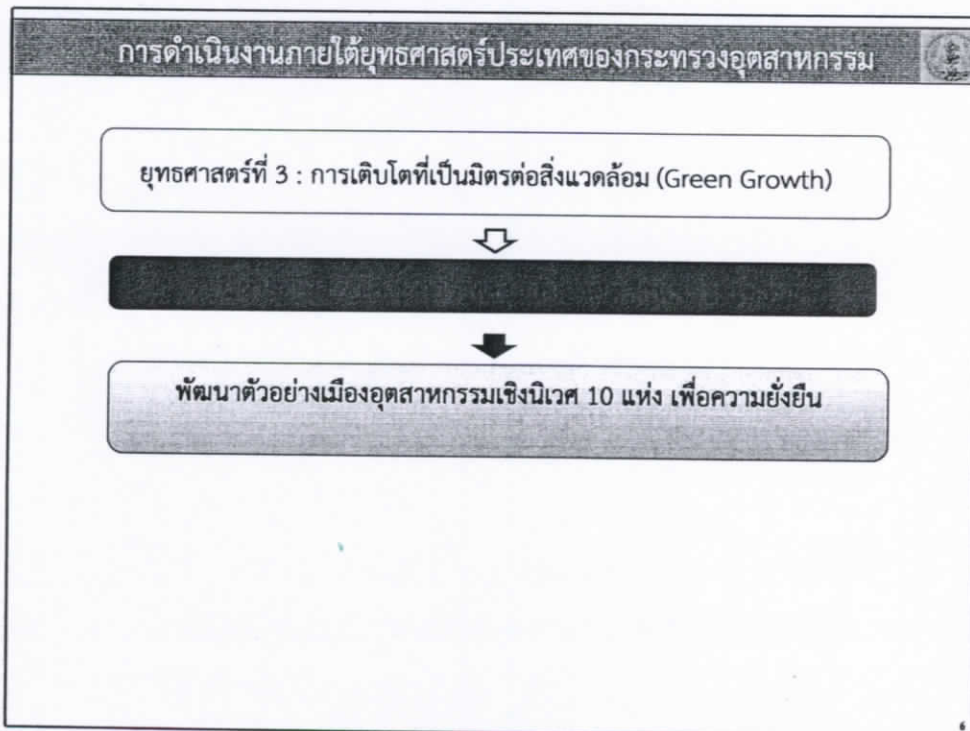 การดำเนินงานภายใต้ยุทธศาสตร์ประเทศของกระทรวงอุตสาหกรรม
ยุทธศาสตร์ที่ 3 : การเติบโตที่เป็นมิตรต่อสิ่งแวดล้อม (Green Growth)
พัฒนาตัวอย่างเมืองอุตสาหกรรมเชิงนิเวศ 10 แห่ง เพื่อความยั่งยืน
6